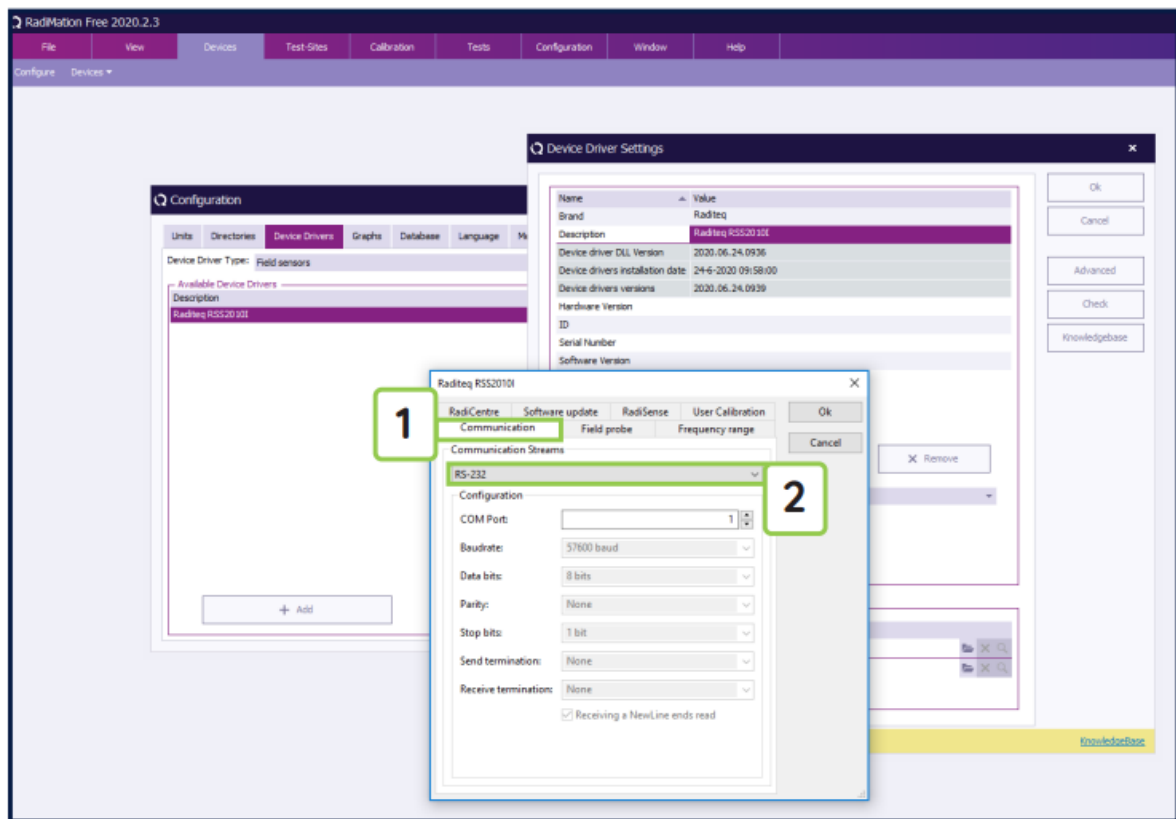 RadiMation Free 2020.2.3
File View Devices Test-Sites Calibration Tests Configuration Window Help
Configure Devices
Device Driver Settings
Configuration
Units Directories Device Drivers Graphs Database Language
Device Driver Type: Field sensors
Available Device Drivers
Description
Raditeq RSS2010I
+ Add
Name Value
Brand Raditeq
Description Raditeq RSS2010I
Device driver DLL Version 2020.06.24.0936
Device drivers installation date 24-6-2020 09:58:00
Device drivers versions 2020.06.24.0939
Hardware Version
ID
Serial Number
Software Version
Ok
Cancel
Advanced
Check
Knowledgebase
Remove
KnowledgeBase
Raditeq RSS2010I
RadiCentre Software update RadiSense User Calibration
Communication Field probe Frequency range
Ok
Cancel
1
Communication Streams
RS-232
2
Configuration
COM Port: 1
Baudrate: 57600 baud
Data bits: 8 bits
Parity: None
Stop bits: 1 bit
Send termination: None
Receive termination: None
Receiving a NewLine ends read